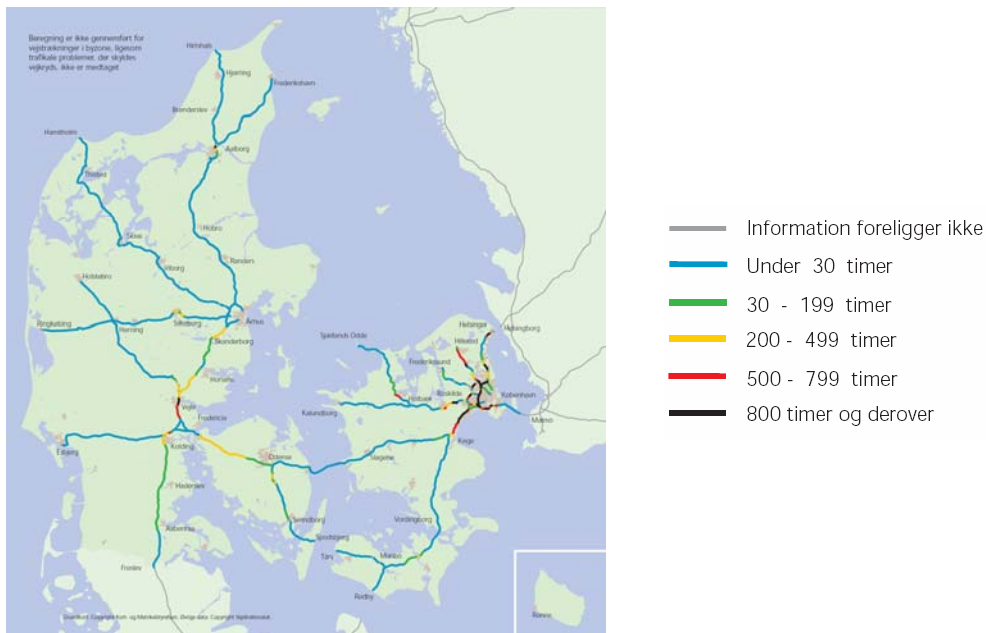 Beregning er ikke gennemført for
vejstrækninger i byzone, ligesom
trafikale problemer, der skyldes
vejkryds, ikke er medtaget
Hirtshals
Hjørring
Frederikshavn
Brønderslev
Hanstholm
Aalborg
Thisted
Hobro
Skive
Viborg
Randers
Holstebro
Ringkøbing
Herning
Silkeborg
Århus
Skanderborg
Horsens
Vejle
Fredericia
Kolding
Esbjerg
Haderslev
Aabenraa
Frøslev
Odense
Svendborg
Spodsbjerg
Tårs
Maribo
Rødby
Vordingborg
Slagelse
Køge
Kalundborg
Holbæk
Roskilde
København
Malmö
Sjællands Odde
Frederikssund
Hillerød
Helsingør
Helsingborg
Rønne
Information foreligger ikke
Under 30 timer
30 - 199 timer
200 - 499 timer
500 - 799 timer
800 timer og derover